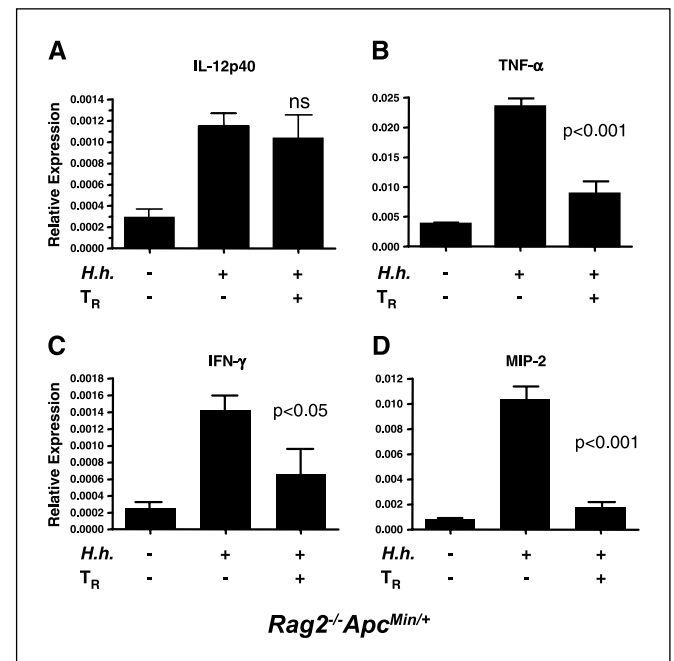 A
IL-12p40
Relative Expression
0.0014
0.0012
0.0010
0.0008
0.0006
0.0004
0.0002
0.0000
ns
H.h. - + +
TR - - +
B
TNF-α
0.025
0.020
0.015
0.010
0.005
0.000
p<0.001
H.h. - + +
TR - - +
C
IFN-γ
Relative Expression
0.0018
0.0016
0.0014
0.0012
0.0010
0.0008
0.0006
0.0004
0.0002
0.0000
p<0.05
H.h. - + +
TR - - +
D
MIP-2
0.012
0.010
0.008
0.006
0.004
0.002
0.000
p<0.001
H.h. - + +
TR - - +
Rag2-/-ApcMin/+